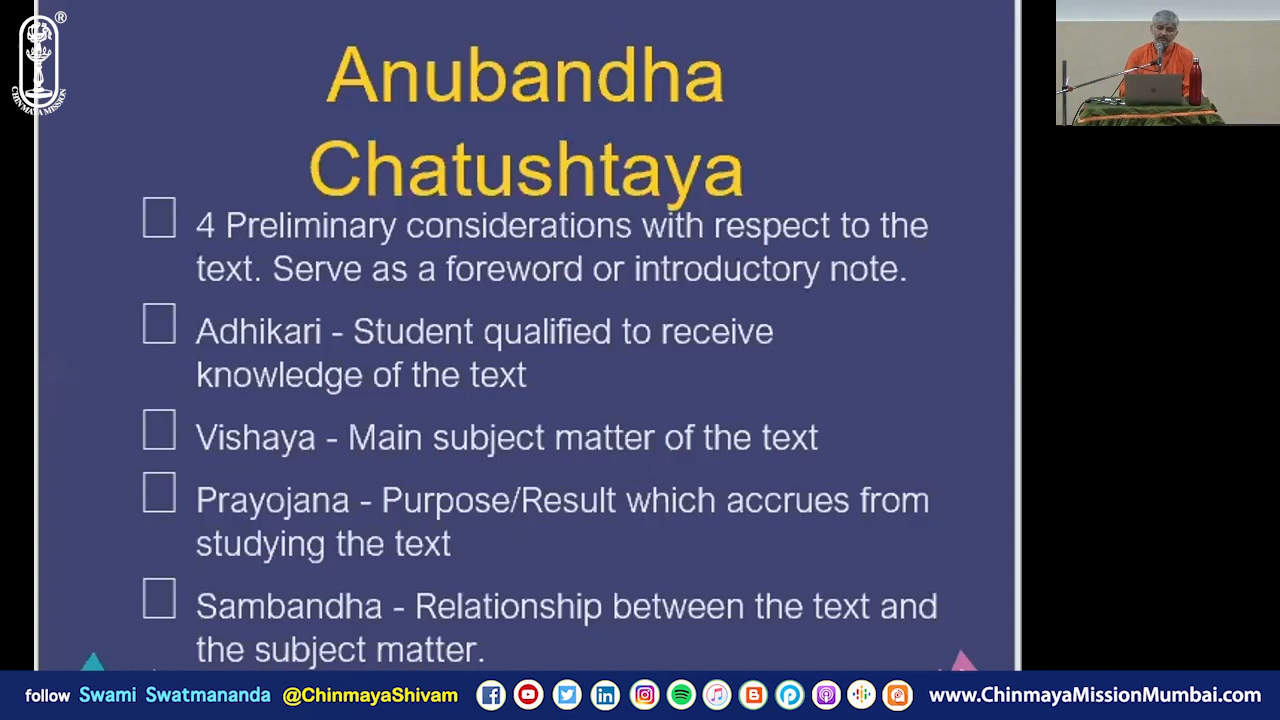 ®
CHINMAYA MISSION
Anubandha
Chatushtaya
4 Preliminary considerations with respect to the
text. Serve as a foreword or introductory note.
Adhikari - Student qualified to receive
knowledge of the text
Vishaya - Main subject matter of the text
Prayojana - Purpose/Result which accrues from
studying the text
Sambandha - Relationship between the text and
the subject matter.
follow Swami Swatmananda @ChinmayaShivam www.ChinmayaMissionMumbai.com